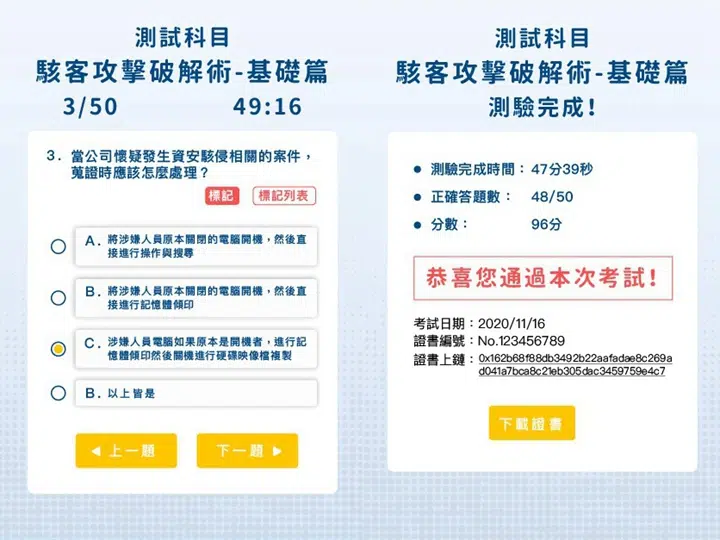 測試科目
駭客攻擊破解術-基礎篇
3/50
49:16
3. 當公司懷疑發生資安駭侵相關的案件，
蒐證時應該怎麼處理？
標記
標記列表
A. 將涉嫌人員原本關閉的電腦開機，然後直
接進行操作與搜尋
B. 將涉嫌人員原本關閉的電腦開機，然後直
接進行記憶體傾印
C. 涉嫌人員電腦如果原本是開機者，進行記
憶體傾印然後關機進行硬碟映像檔複製
B. 以上皆是
上一題
下一題
測試科目
駭客攻擊破解術-基礎篇
測驗完成！
測驗完成時間： 47分39秒
正確答題數： 48/50
分數： 96分
恭喜您通過本次考試！
考試日期：2020/11/16
證書編號：No.123456789
證書上鏈：0x162b68f88db3492b22aafadae8c269a
d041a7bca8c21eb305dac3459759e4c7
下載證書